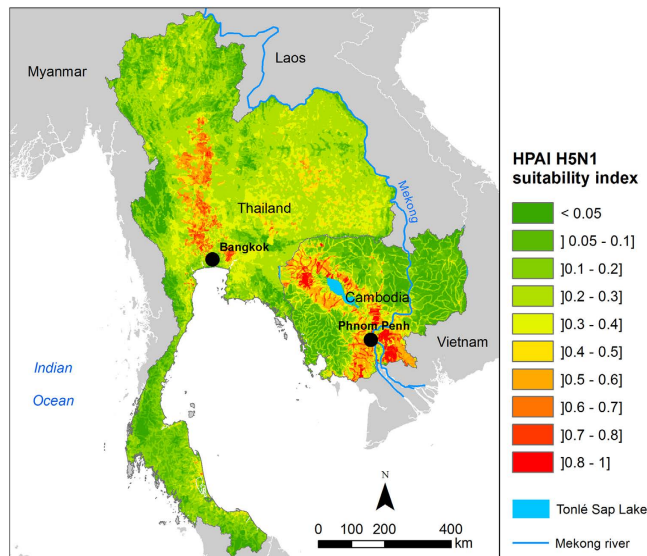 Myanmar
Laos
Thailand
Mekong
Bangkok
Cambodia
Phnom Penh
Vietnam
Indian
Ocean
N
0 100 200 400
km
HPAI H5N1
suitability index
< 0.05
] 0.05 - 0.1]
]0.1 - 0.2]
]0.2 - 0.3]
]0.3 - 0.4]
]0.4 - 0.5]
]0.5 - 0.6]
]0.6 - 0.7]
]0.7 - 0.8]
]0.8 - 1]
Tonlé Sap Lake
Mekong river